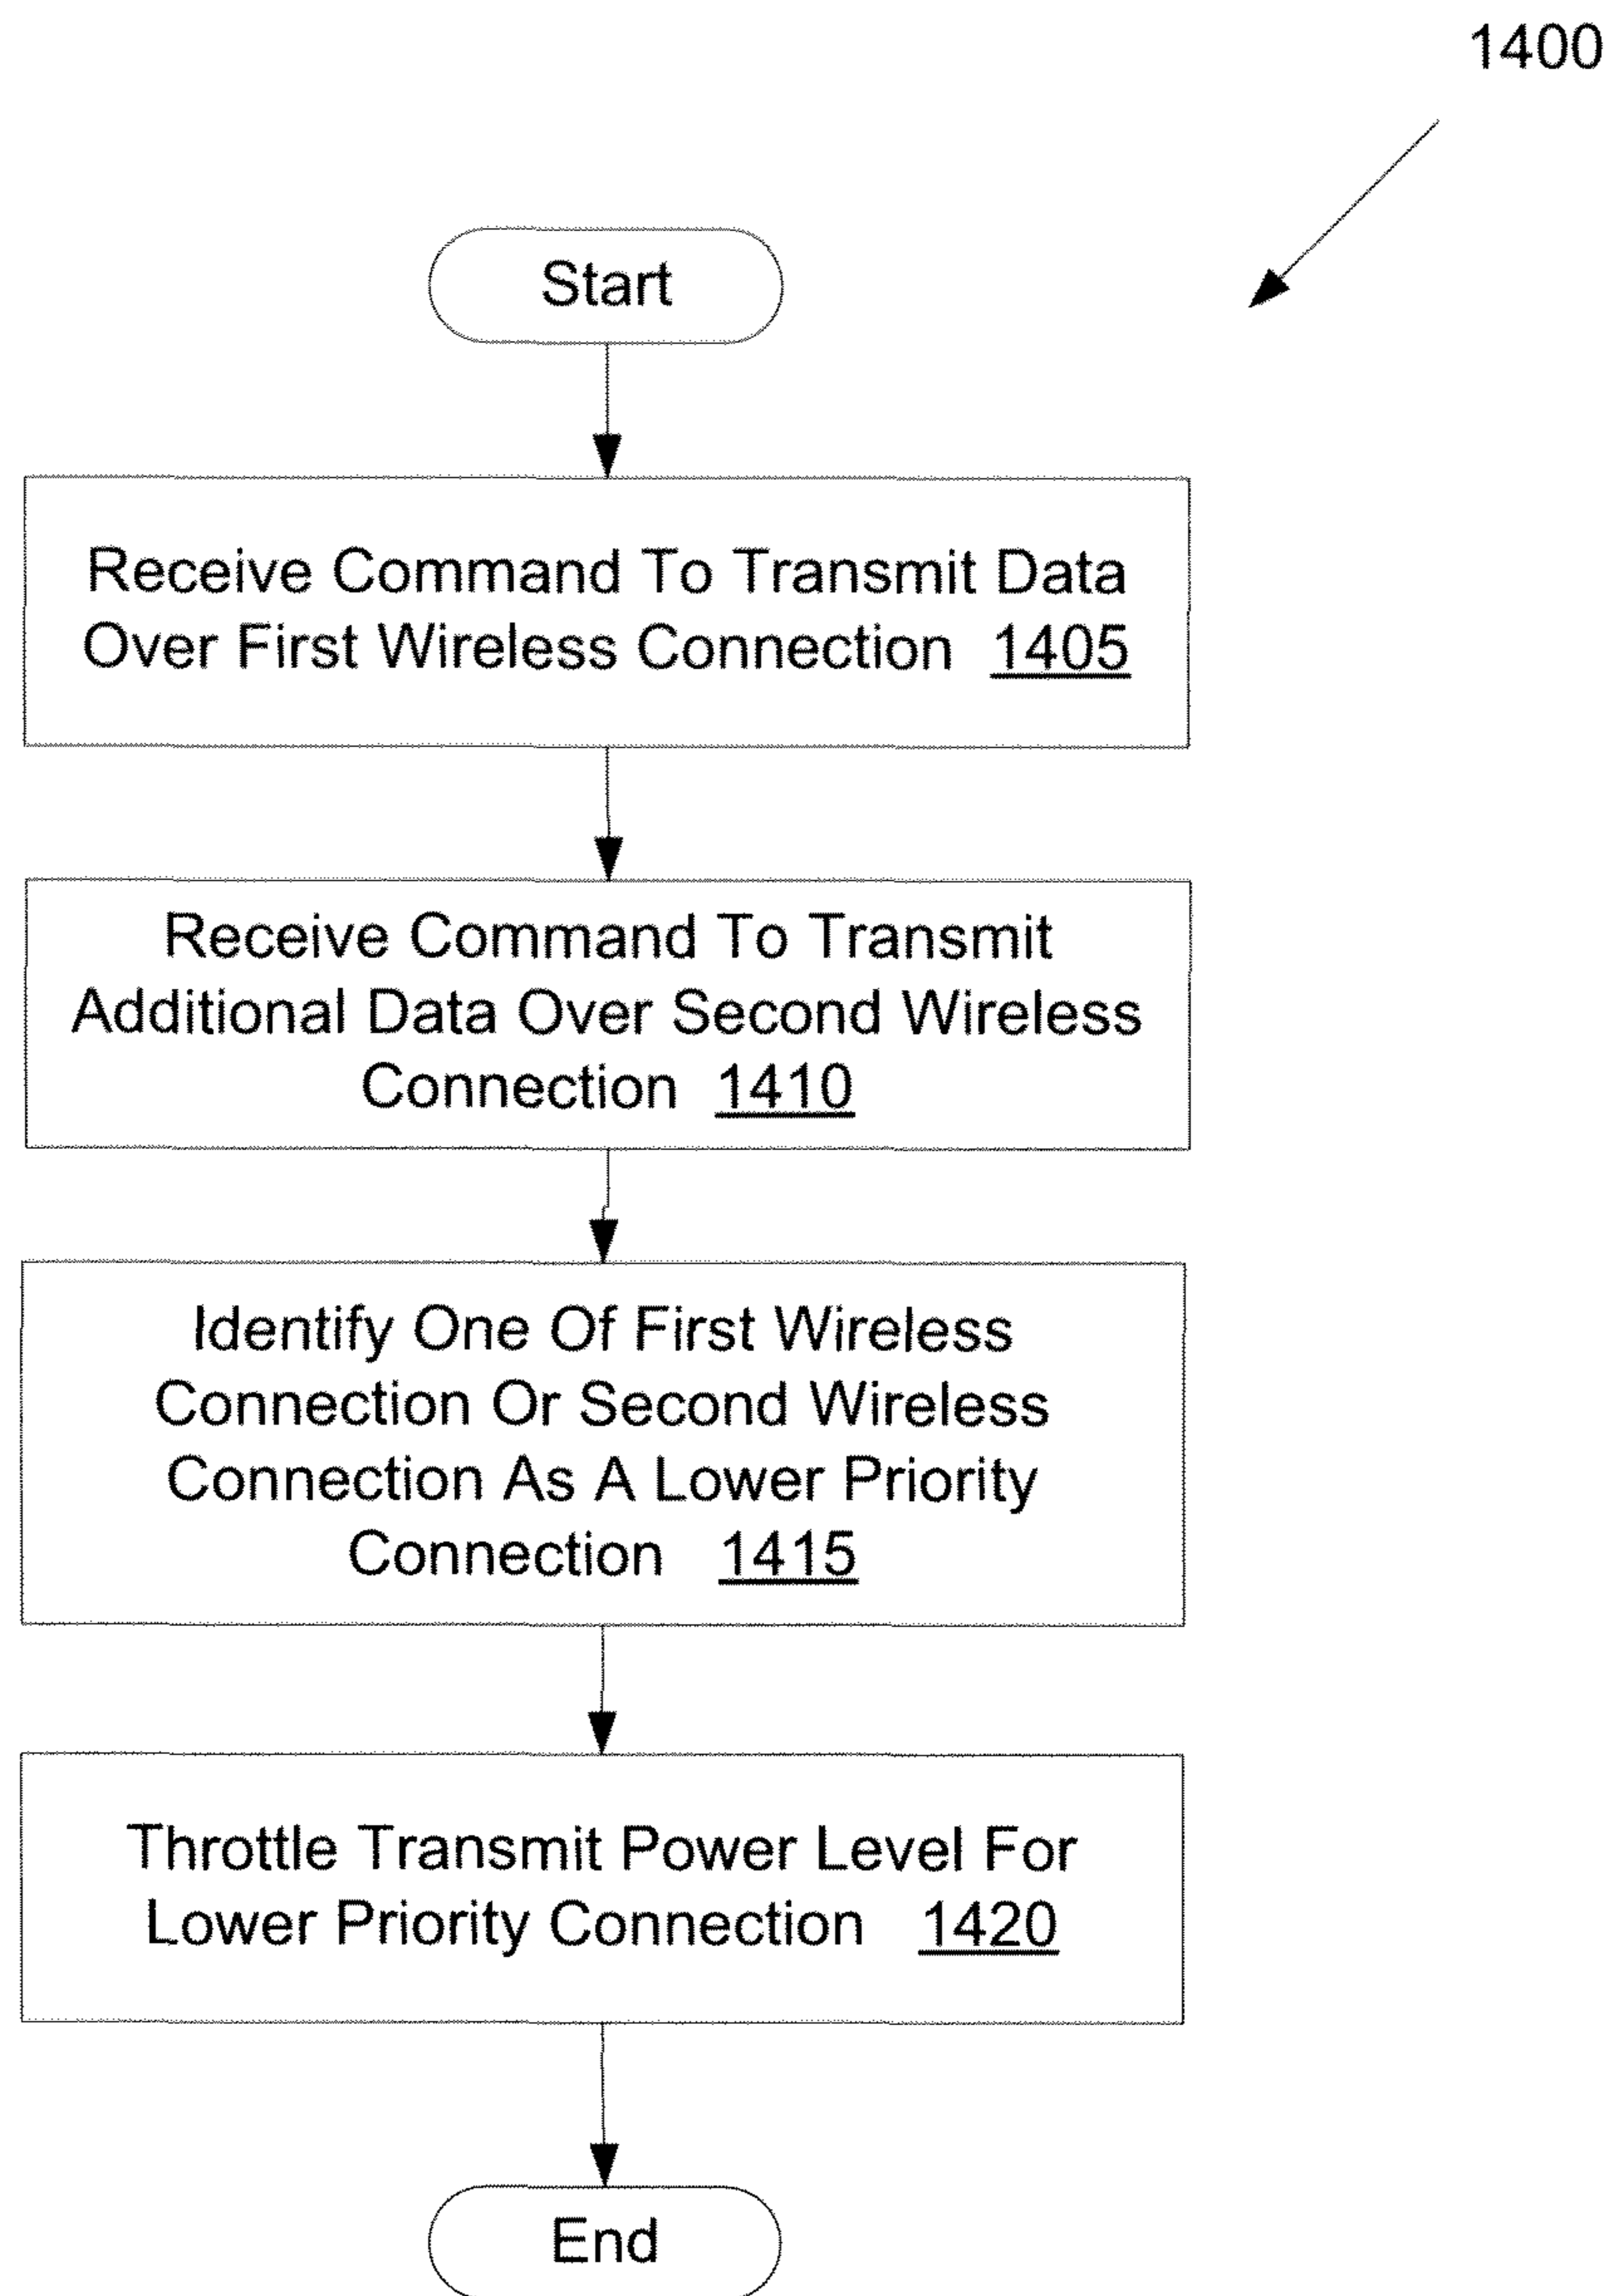 1400
Start
Receive Command To Transmit Data
Over First Wireless Connection 1405
Receive Command To Transmit
Additional Data Over Second Wireless
Connection 1410
Identify One Of First Wireless
Connection Or Second Wireless
Connection As A Lower Priority
Connection 1415
Throttle Transmit Power Level For
Lower Priority Connection 1420
End